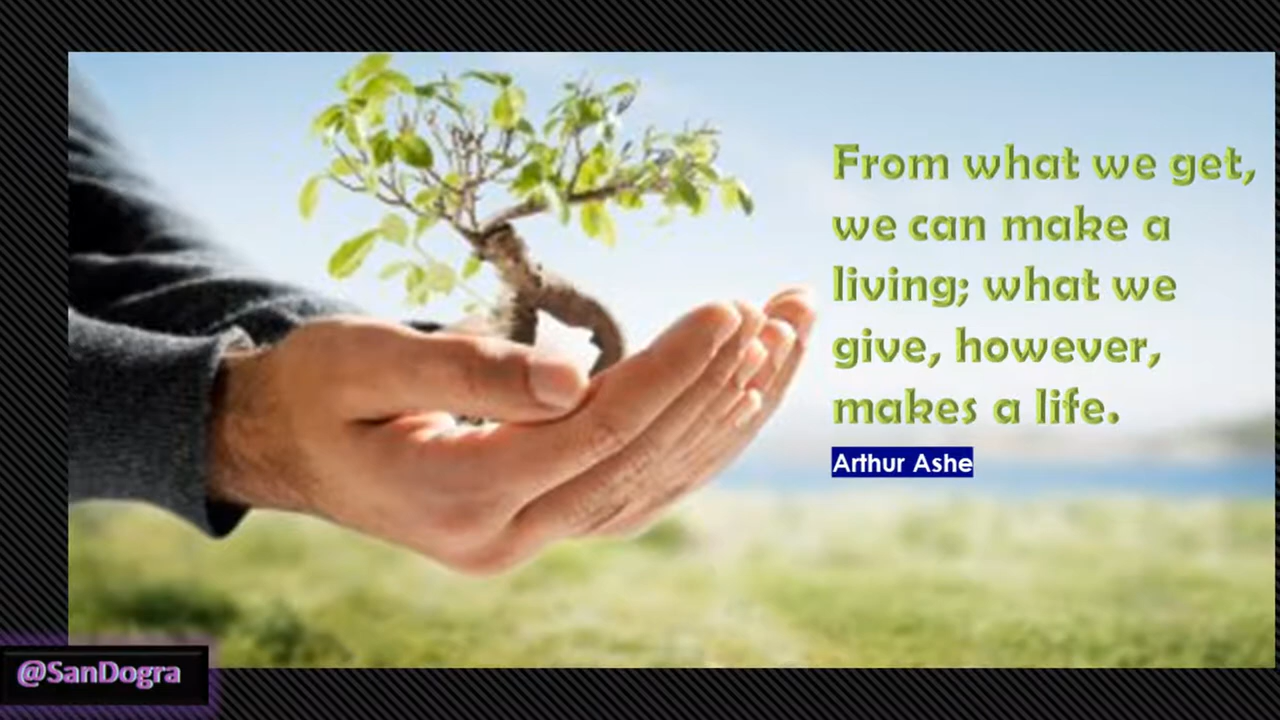 From what we get,
we can make a
living; what we
give, however,
makes a life.
Arthur Ashe
@SanDogra